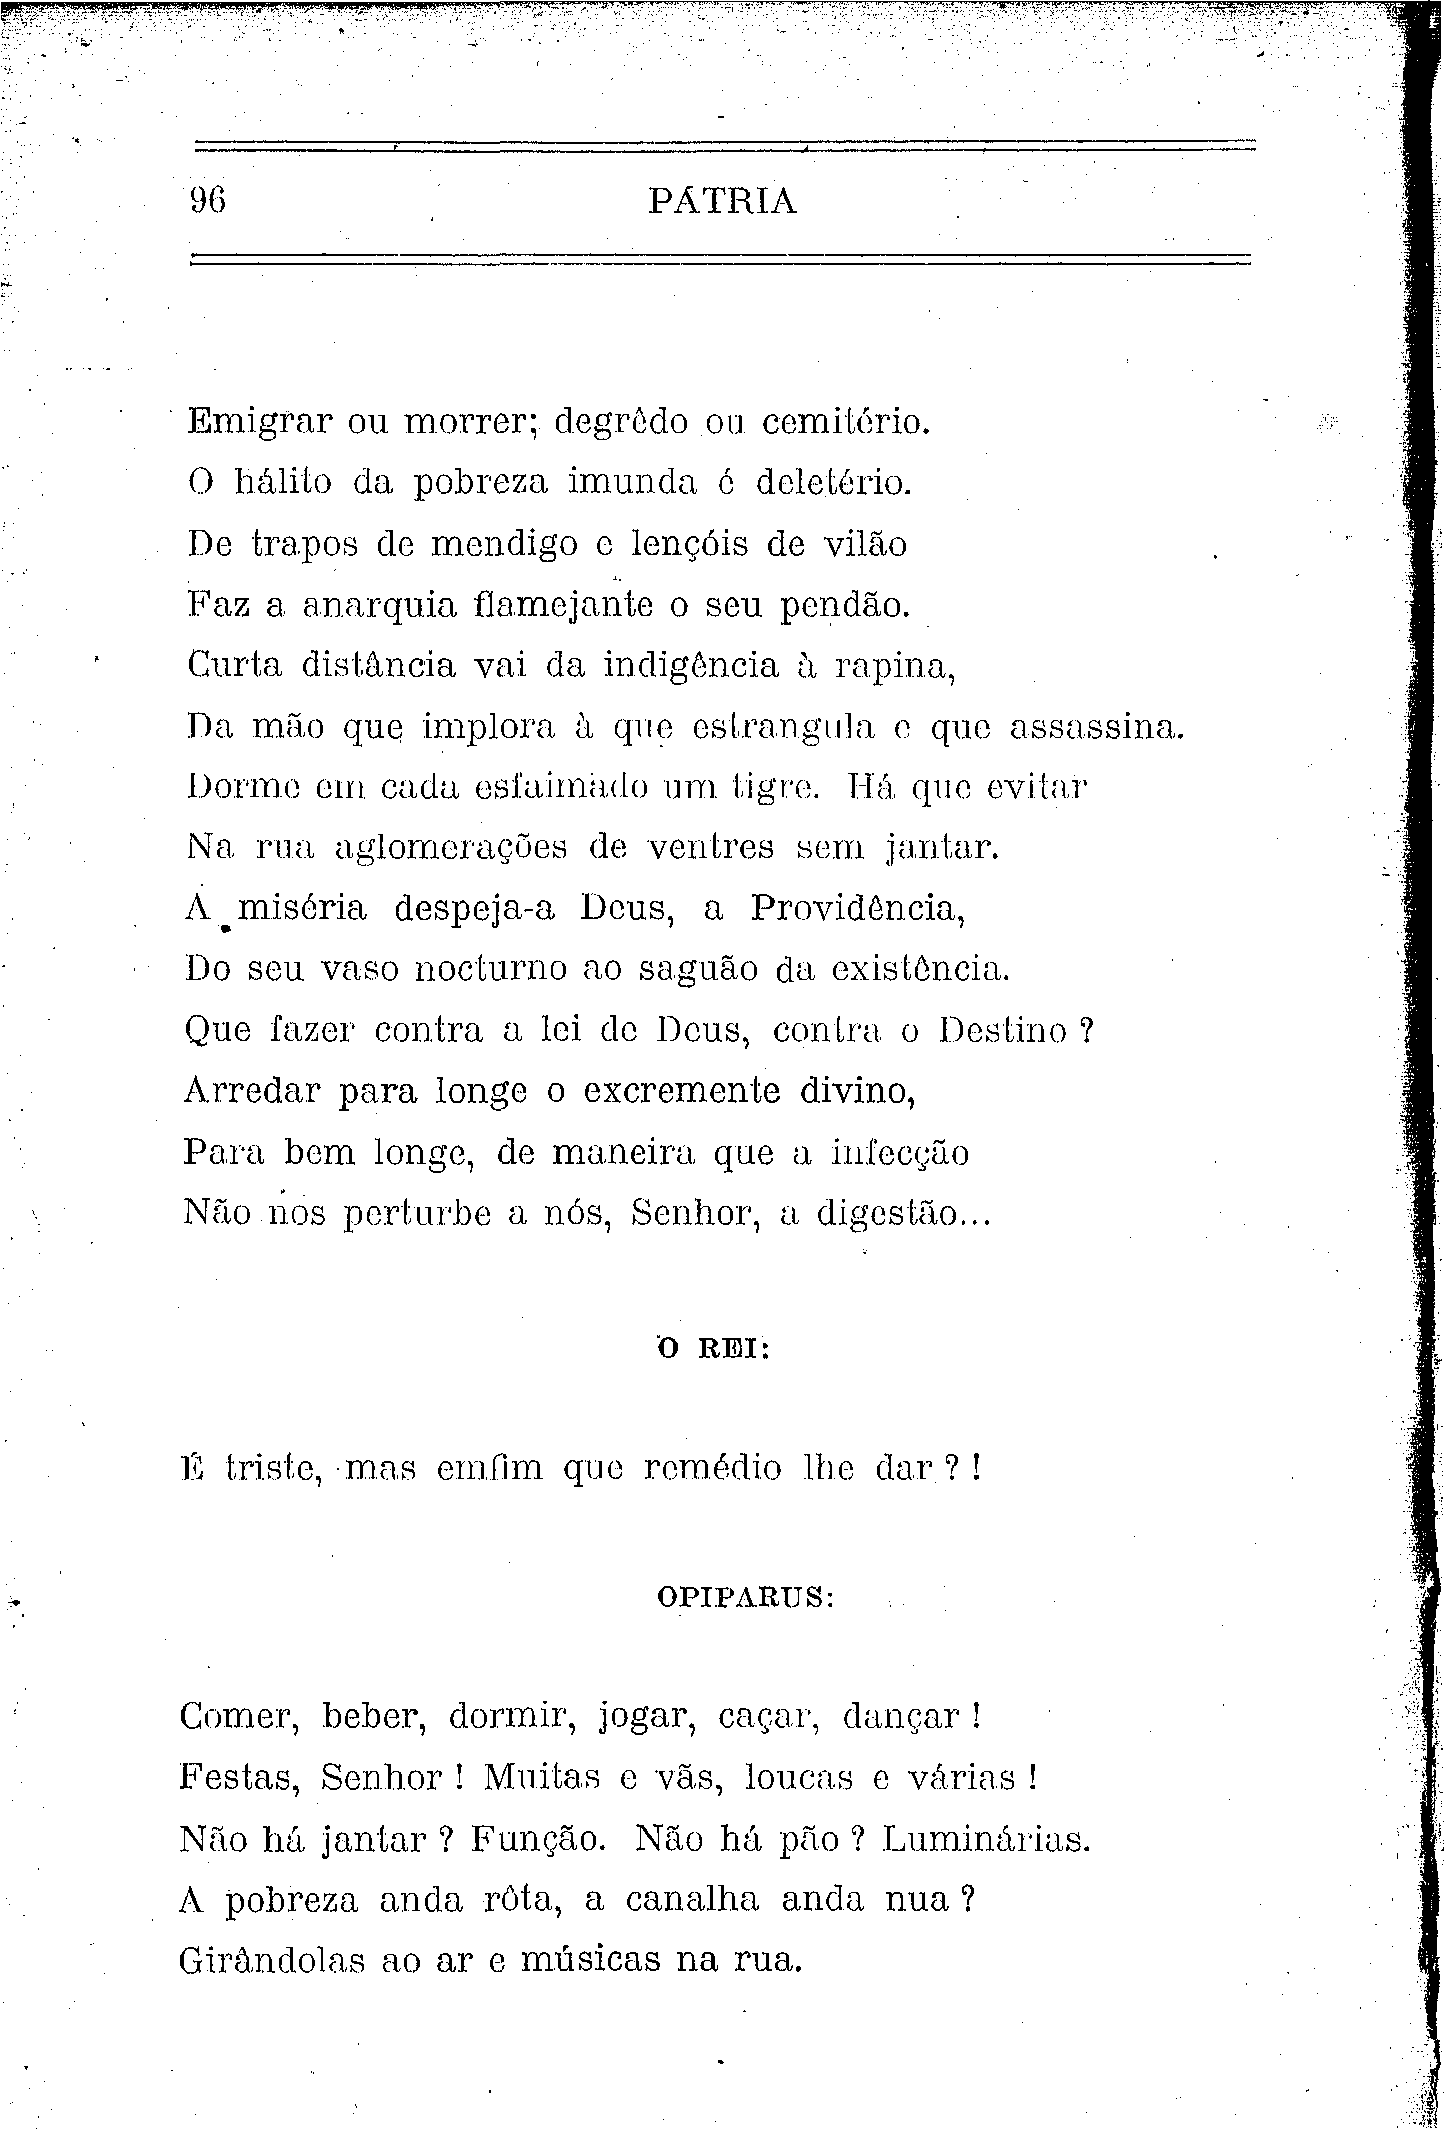 96 PÁTRIA
Emigrar ou morrer; degrêdo ou cemitério.
O hálito da pobreza imunda é deletério.
De trapos de mendigo e lençóis de vilão
Faz a anarquia flamejante o seu pendão.
Curta distância vai da indigência à rapina,
Da mão que implora à que estrangula e que assassina.
Dorme em cada esfaimado um tigre. Há que evitar
Na rua aglomerações de ventres sem jantar.
A miséria despeja-a Deus, a Providência,
Do seu vaso nocturno ao saguão da existência.
Que fazer contra a lei de Deus, contra o Destino ?
Arredar para longe o excremente divino,
Para bem longe, de maneira que a infecção
Não nos perturbe a nós, Senhor, a digestão...
O REI:
É triste, mas emfim que remédio lhe dar ? !
OPIPARUS:
Comer, beber, dormir, jogar, caçar, dançar !
Festas, Senhor ! Muitas e vãs, loucas e várias !
Não há jantar ? Função. Não há pão ? Luminárias.
A pobreza anda rôta, a canalha anda nua ?
Girândolas ao ar e músicas na rua.